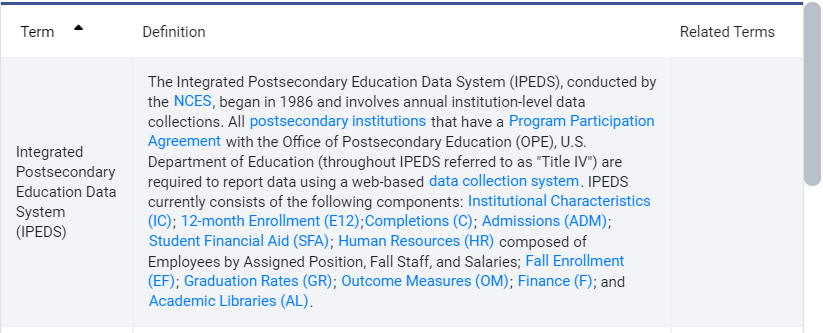 Term Definition Related Terms
Integrated
Postsecondary
Education Data
System
(IPEDS)
The Integrated Postsecondary Education Data System (IPEDS), conducted by
the NCES, began in 1986 and involves annual institution-level data
collections. All postsecondary institutions that have a Program Participation
Agreement with the Office of Postsecondary Education (OPE), U.S.
Department of Education (throughout IPEDS referred to as "Title IV") are
required to report data using a web-based data collection system. IPEDS
currently consists of the following components: Institutional Characteristics
(IC); 12-month Enrollment (E12);Completions (C); Admissions (ADM);
Student Financial Aid (SFA); Human Resources (HR) composed of
Employees by Assigned Position, Fall Staff, and Salaries; Fall Enrollment
(EF); Graduation Rates (GR); Outcome Measures (OM); Finance (F); and
Academic Libraries (AL).